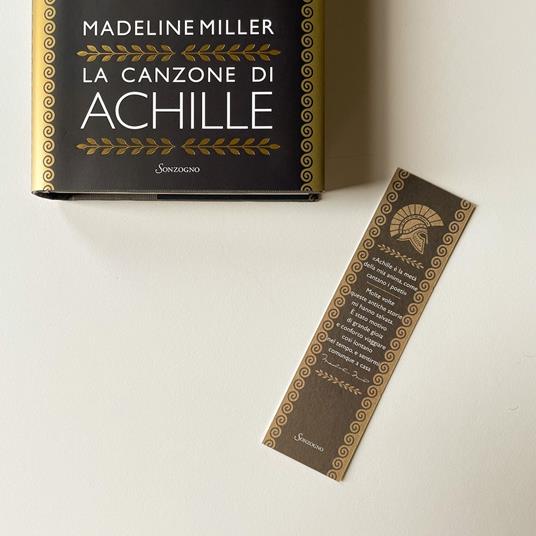 MADELINE MILLER
LA CANZONE DI
ACHILLE
SONZOGNO
«Achille è la metà
della mia anima, come
cantano i poeti»
Molte volte
queste antiche storie
mi hanno salvata.
È stato motivo
di grande gioia
e conforto viaggiare
così lontano
nel tempo, e sentirmi
comunque a casa
SONZOGNO